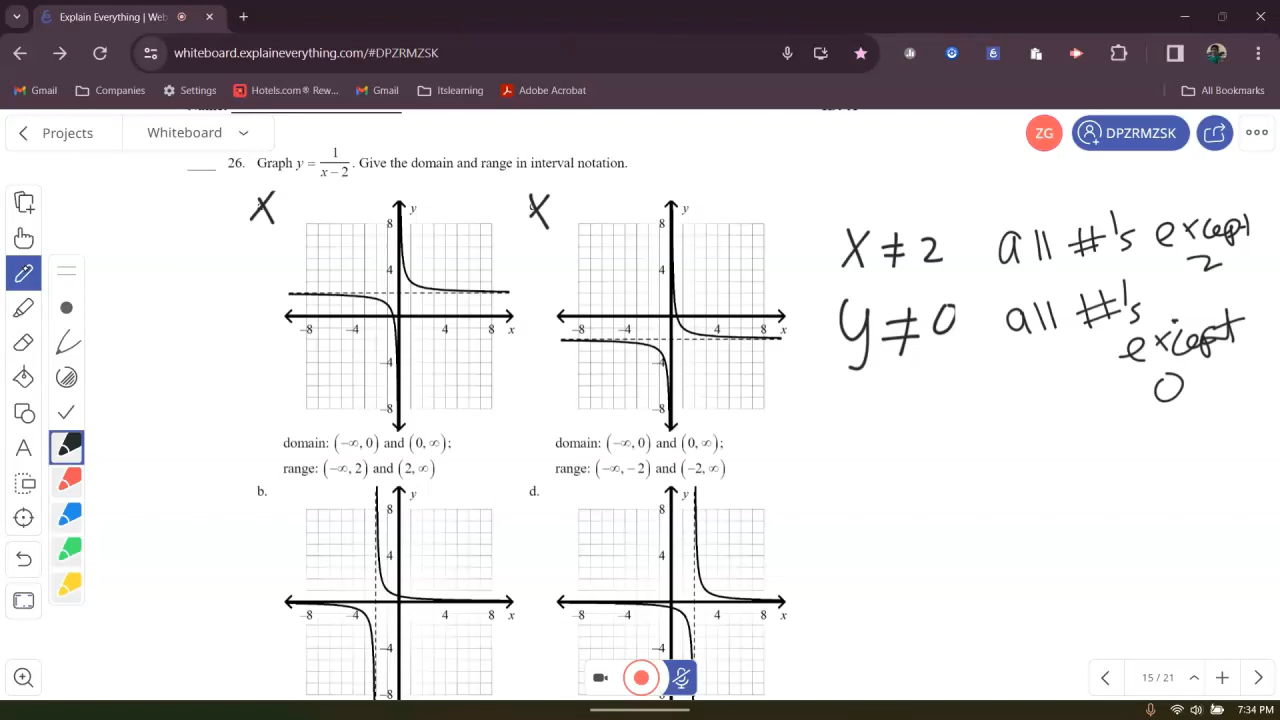 Explain Everything | Web
whiteboard.explaineverything.com/#DPZRMZSK
Gmail
Companies
Settings
Hotels.com® Rew...
Gmail
Itslearning
Adobe Acrobat
All Bookmarks
Projects
Whiteboard
ZG
DPZRMZSK
26. Graph y = 1/(x – 2). Give the domain and range in interval notation.
X
X
y
8
4
–8 –4 4 8 x
–4
–8
y
8
4
–8 –4 4 8 x
–4
–8
X ≠ 2 all #'s except 2
y ≠ 0 all #'s except 0
domain: (–∞, 0) and (0, ∞);
range: (–∞, 2) and (2, ∞)
domain: (–∞, 0) and (0, ∞);
range: (–∞, –2) and (–2, ∞)
b.
y
8
4
–8 –4 4 8 x
–4
–8
d.
y
8
4
–8 –4 4 8 x
–4
15 / 21
7:34 PM